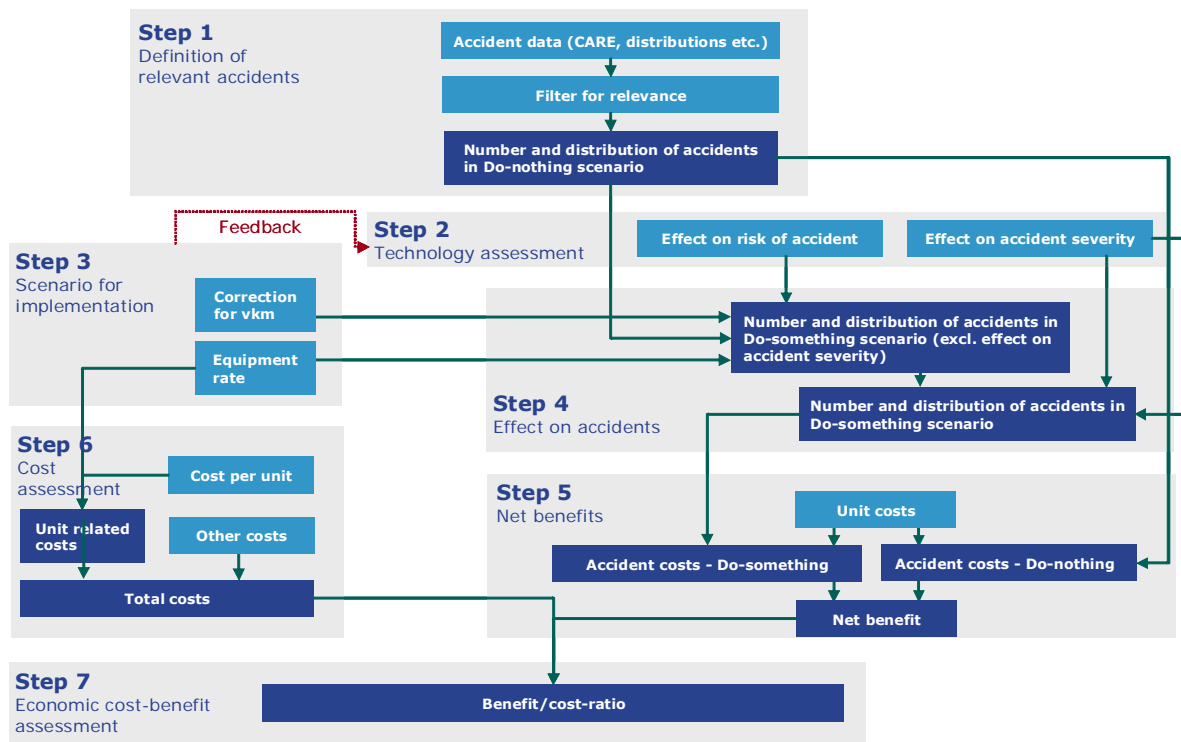 Step 1
Definition of
relevant accidents
Accident data (CARE, distributions etc.)
Filter for relevance
Number and distribution of accidents
in Do-nothing scenario
Feedback
Step 2
Technology assessment
Effect on risk of accident
Effect on accident severity
Step 3
Scenario for
implementation
Correction
for vkm
Equipment
rate
Number and distribution of accidents in
Do-something scenario (excl. effect on
accident severity)
Step 4
Effect on accidents
Number and distribution of accidents in
Do-something scenario
Step 6
Cost
assessment
Cost per unit
Unit related
costs
Other costs
Total costs
Step 5
Net benefits
Unit costs
Accident costs - Do-something
Accident costs - Do-nothing
Net benefit
Step 7
Economic cost-benefit
assessment
Benefit/cost-ratio